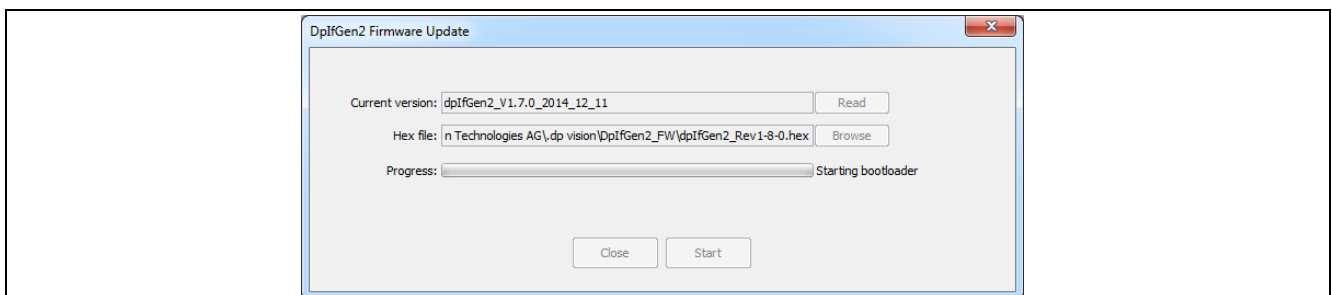 DpIfGen2 Firmware Update
Current version: dpIfGen2_V1.7.0_2014_12_11 Read
Hex file: n Technologies AG\.dp vision\DpIfGen2_FW\dpIfGen2_Rev1-8-0.hex Browse
Progress: Starting bootloader
Close Start